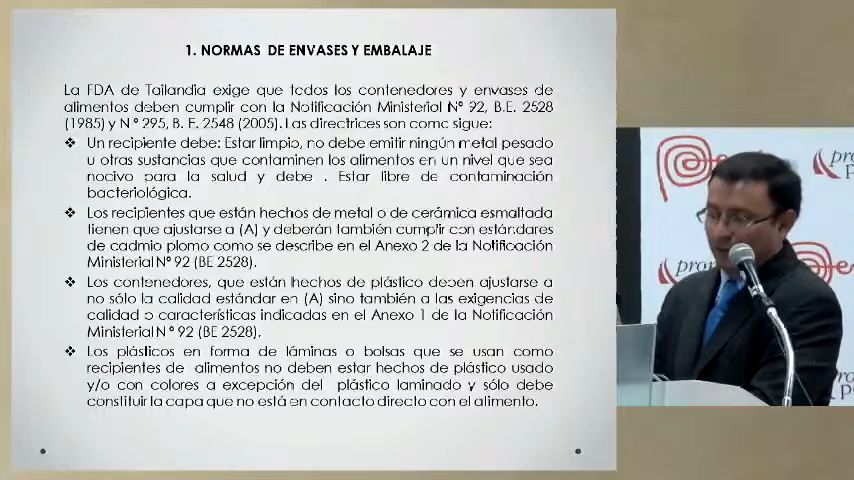 1. NORMAS DE ENVASES Y EMBALAJE
La FDA de Tailandia exige que todos los contenedores y envases de
alimentos deben cumplir con la Notificación Ministerial Nº 92, B.E. 2528
(1985) y N º 295, B. E. 2548 (2005). Las directrices son como sigue:
❖ Un recipiente debe: Estar limpio, no debe emitir ningún metal pesado
u otras sustancias que contaminen los alimentos en un nivel que sea
nocivo para la salud y debe . Estar libre de contaminación
bacteriológica.
❖ Los recipientes que están hechos de metal o de cerámica esmaltada
tienen que ajustarse a (A) y deberán también cumplir con estándares
de cadmio plomo como se describe en el Anexo 2 de la Notificación
Ministerial Nº 92 (BE 2528).
❖ Los contenedores, que están hechos de plástico deben ajustarse a
no sólo la calidad estándar en (A) sino también a las exigencias de
calidad o características indicadas en el Anexo 1 de la Notificación
Ministerial N º 92 (BE 2528).
❖ Los plásticos en forma de láminas o bolsas que se usan como
recipientes de alimentos no deben estar hechos de plástico usado
y/o con colores a excepción del plástico laminado y sólo debe
constituir la capa que no está en contacto directo con el alimento.